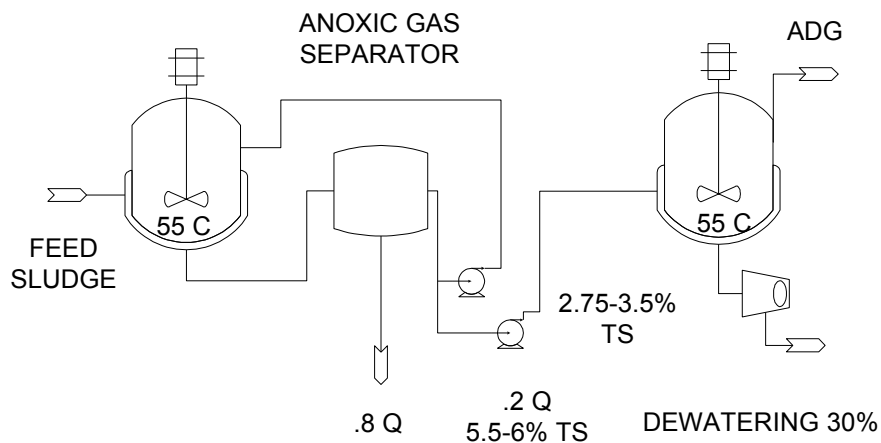 ANOXIC GAS
SEPARATOR
ADG
55 C
55 C
FEED
SLUDGE
2.75-3.5%
TS
.8 Q
.2 Q
5.5-6% TS
DEWATERING 30%